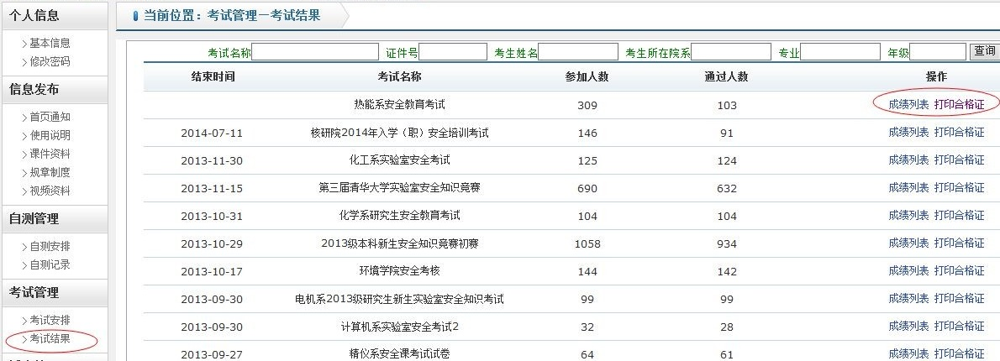 个人信息
基本信息
修改密码
信息发布
首页通知
使用说明
课件资料
规章制度
视频资料
自测管理
自测安排
自测记录
考试管理
考试安排
考试结果
当前位置：考试管理－考试结果
考试名称 证件号 考生姓名 考生所在院系 专业 年级 查询
结束时间 考试名称 参加人数 通过人数 操作
热能系安全教育考试 309 103 成绩列表 打印合格证
2014-07-11 核研院2014年入学（职）安全培训考试 146 91 成绩列表 打印合格证
2013-11-30 化工系实验室安全考试 125 124 成绩列表 打印合格证
2013-11-15 第三届清华大学实验室安全知识竞赛 690 632 成绩列表 打印合格证
2013-10-31 化学系研究生安全教育考试 104 104 成绩列表 打印合格证
2013-10-29 2013级本科新生安全知识竞赛初赛 1058 934 成绩列表 打印合格证
2013-10-17 环境学院安全考核 144 142 成绩列表 打印合格证
2013-09-30 电机系2013级研究生新生实验室安全知识考试 99 99 成绩列表 打印合格证
2013-09-30 计算机系实验室安全考试2 32 28 成绩列表 打印合格证
2013-09-27 精仪系安全课考试试卷 64 61 成绩列表 打印合格证